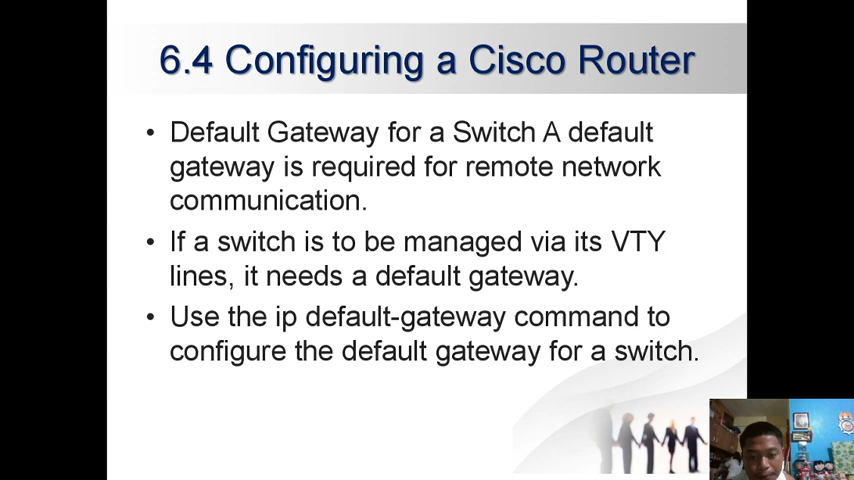 6.4 Configuring a Cisco Router
• Default Gateway for a Switch A default
gateway is required for remote network
communication.
• If a switch is to be managed via its VTY
lines, it needs a default gateway.
• Use the ip default-gateway command to
configure the default gateway for a switch.